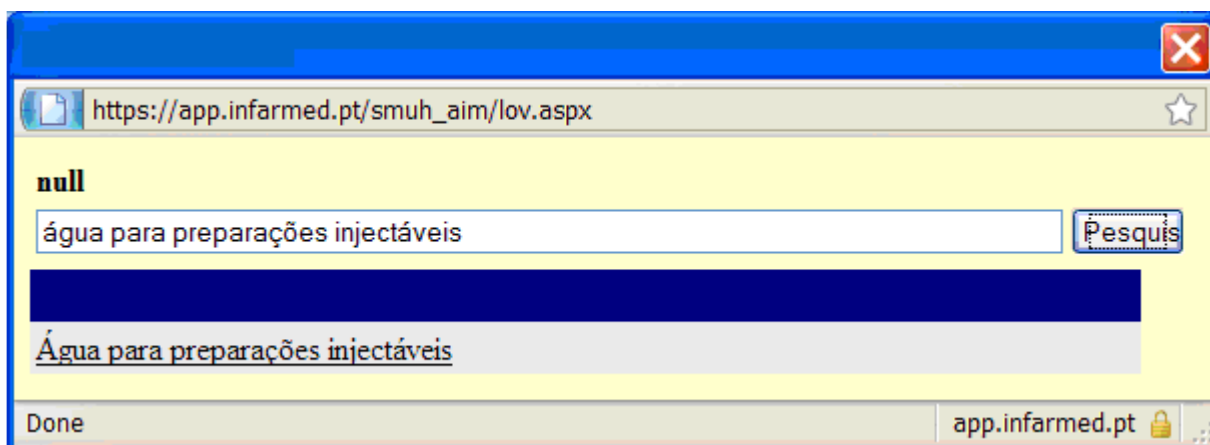 https://app.infarmed.pt/smuh_aim/lov.aspx
null
água para preparações injectáveis
Pesquis
Água para preparações injectáveis
Done
app.infarmed.pt